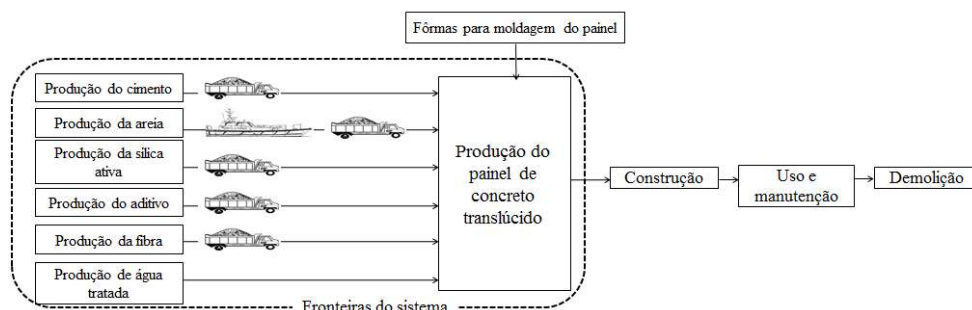 Fôrmas para moldagem do painel
Produção do cimento
Produção da areia
Produção da sílica
ativa
Produção do aditivo
Produção da fibra
Produção de água
tratada
Produção do
painel de
concreto
translúcido
Construção
Uso e
manutenção
Demolição
Fronteiras do sistema